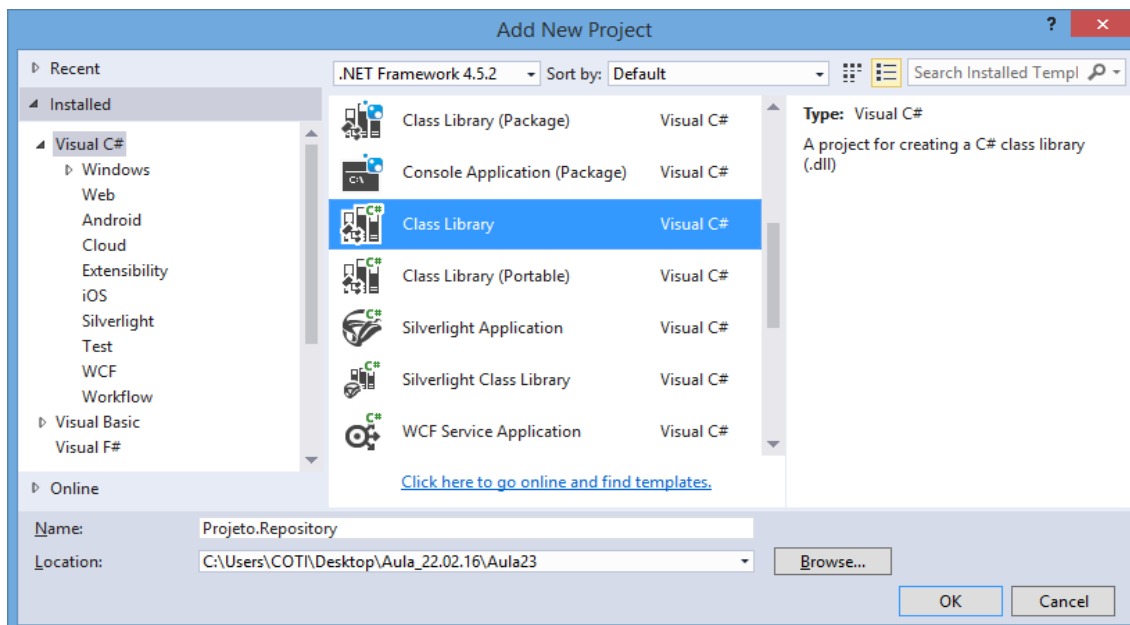 Add New Project
?
Recent
.NET Framework 4.5.2 Sort by: Default Search Installed Templ
Installed
Visual C#
Windows
Web
Android
Cloud
Extensibility
iOS
Silverlight
Test
WCF
Workflow
Visual Basic
Visual F#
Online
Class Library (Package) Visual C#
Console Application (Package) Visual C#
Class Library Visual C#
Class Library (Portable) Visual C#
Silverlight Application Visual C#
Silverlight Class Library Visual C#
WCF Service Application Visual C#
Click here to go online and find templates.
Type: Visual C#
A project for creating a C# class library
(.dll)
Name: Projeto.Repository
Location: C:\Users\COTI\Desktop\Aula_22.02.16\Aula23 Browse...
OK Cancel